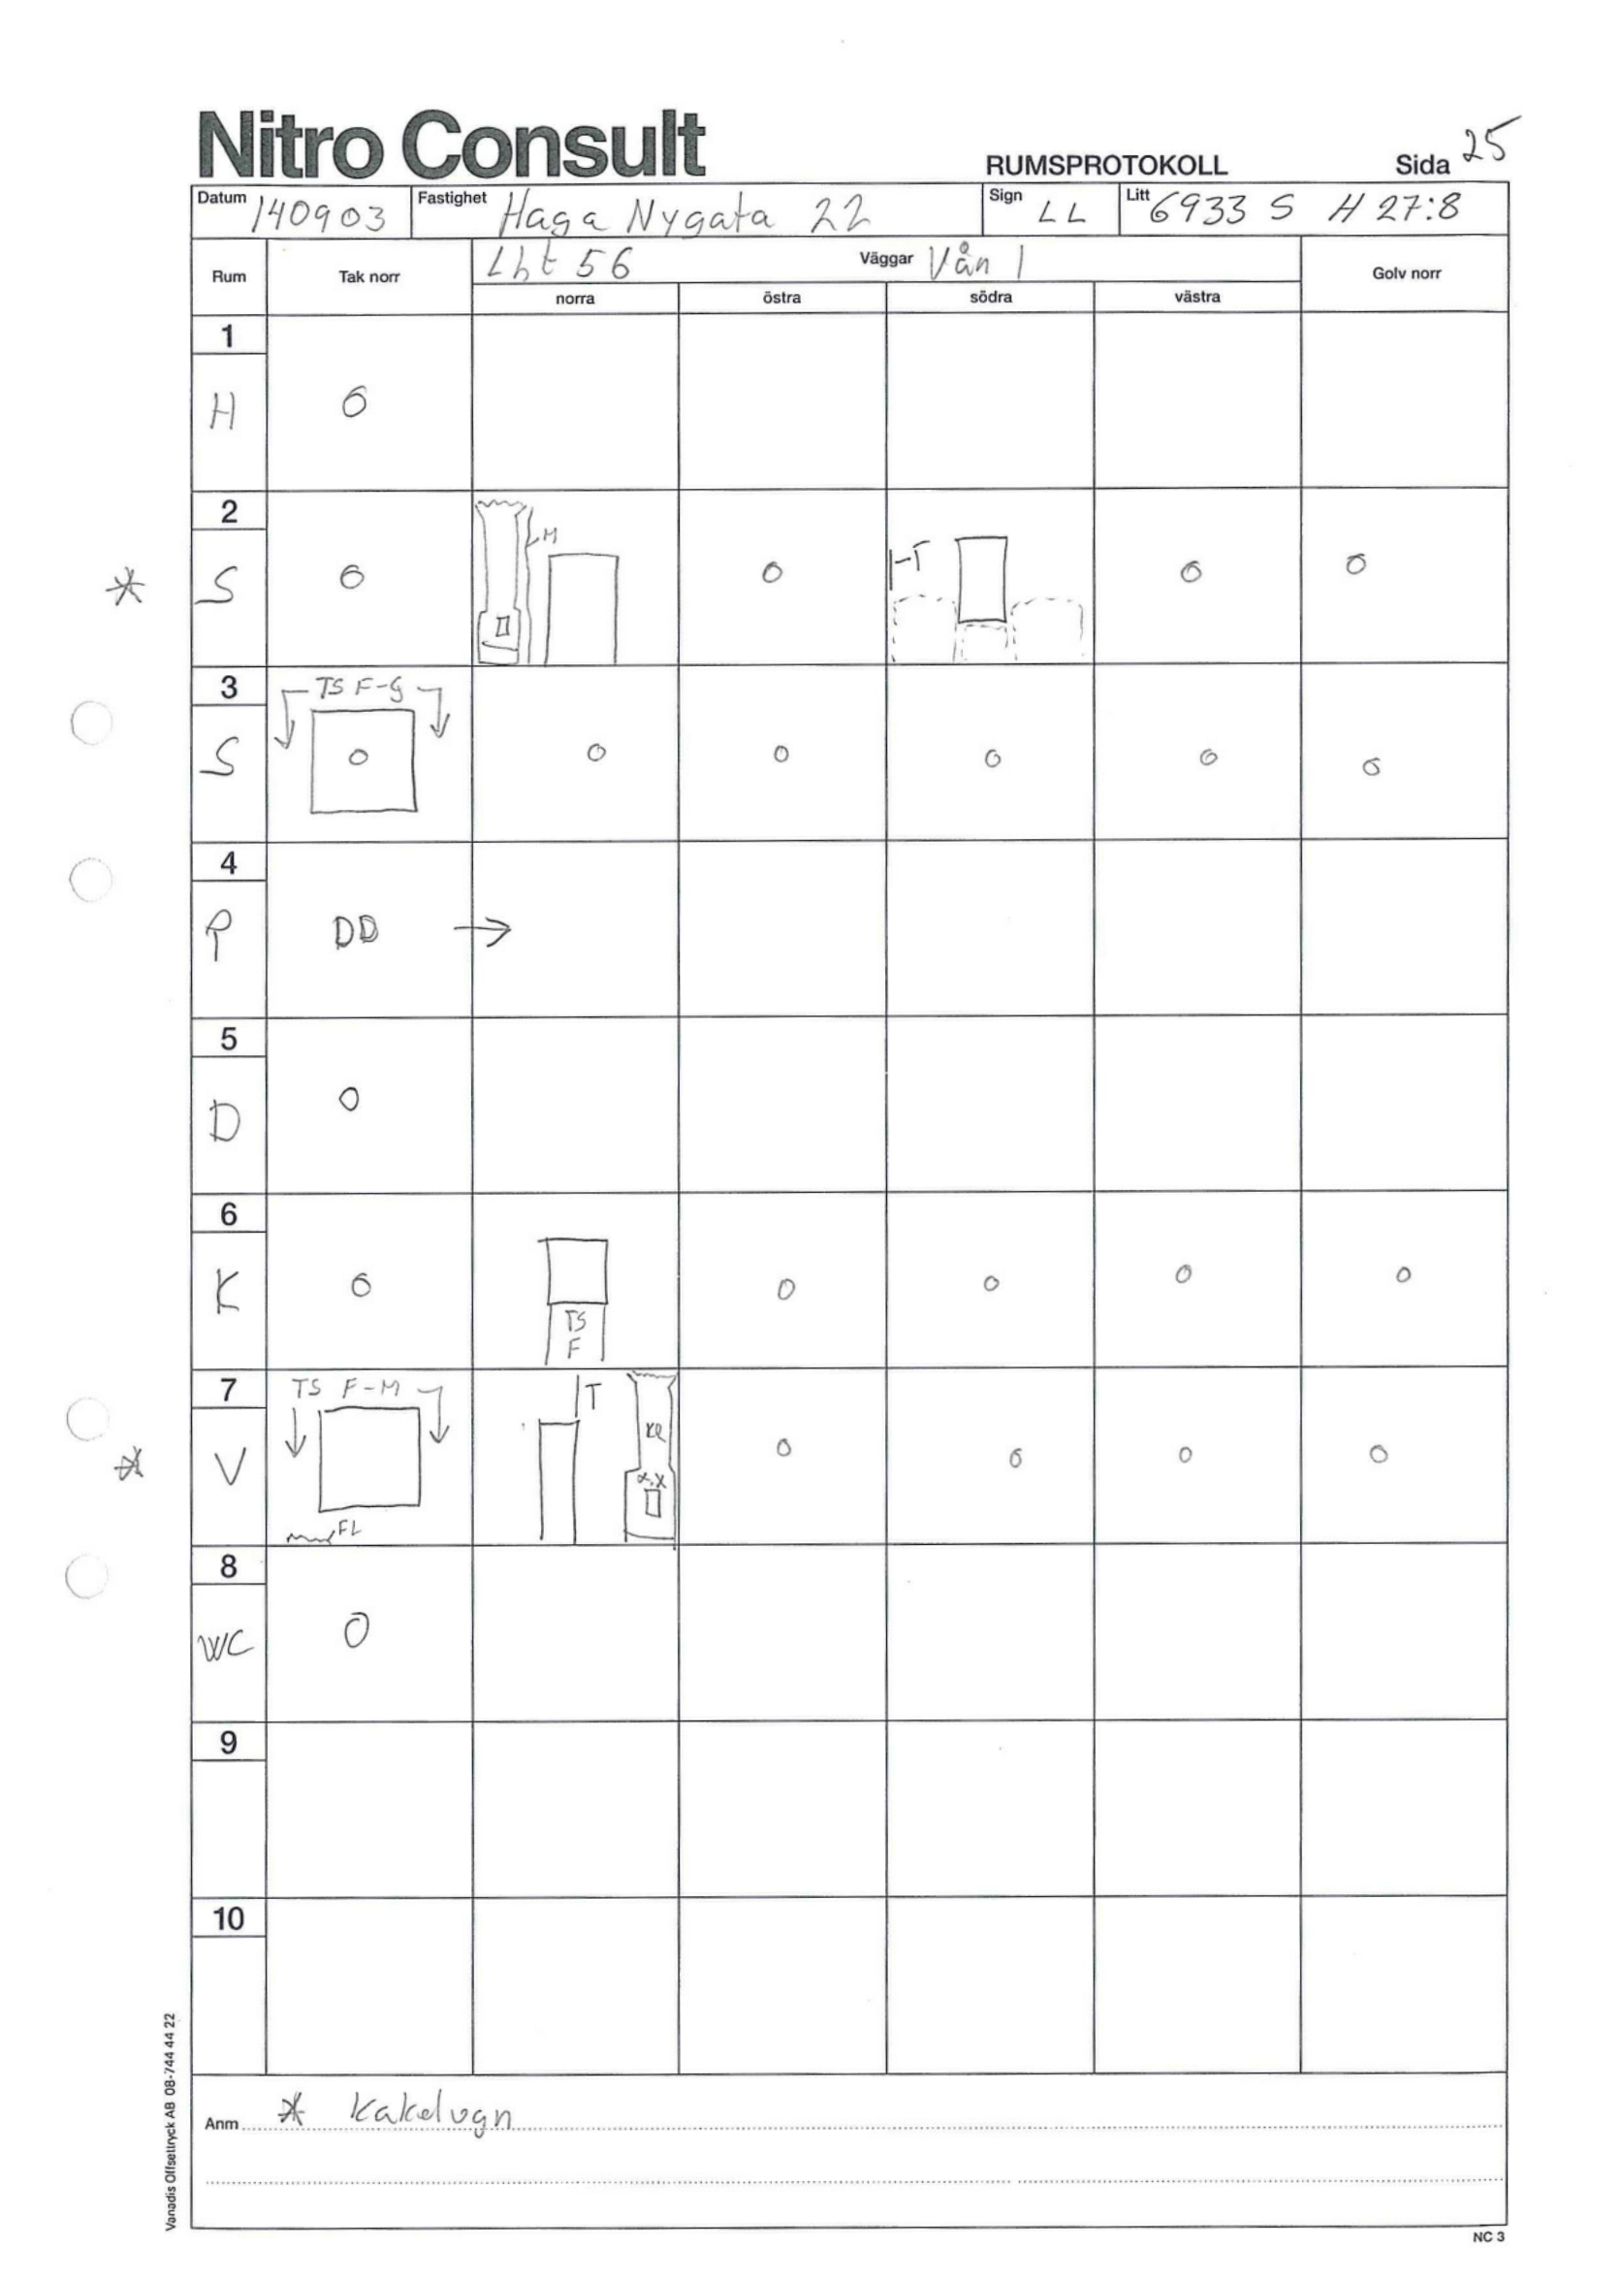 Nitro Consult
RUMSPROTOKOLL Sida 25
Datum 140903 Fastighet Haga Nygata 22 Sign LL Litt 6933 S H 27:8
Rum Tak norr Lht 56 Väggar Vån 1 Golv norr
norra östra södra västra
1
H 0
2
M T
* S 0 0 0 0
3 TS F-G
S 0 0 0 0 0 0
4
P DD →
5
D 0
6
K 0 0 0 0 0
TS
F
7 TS F-M T
* V 0 0 0 0
FL
8
WC 0
9
10
Anm * Kakelugn
Vanadis Offsettryck AB 08-744 44 22
NC 3